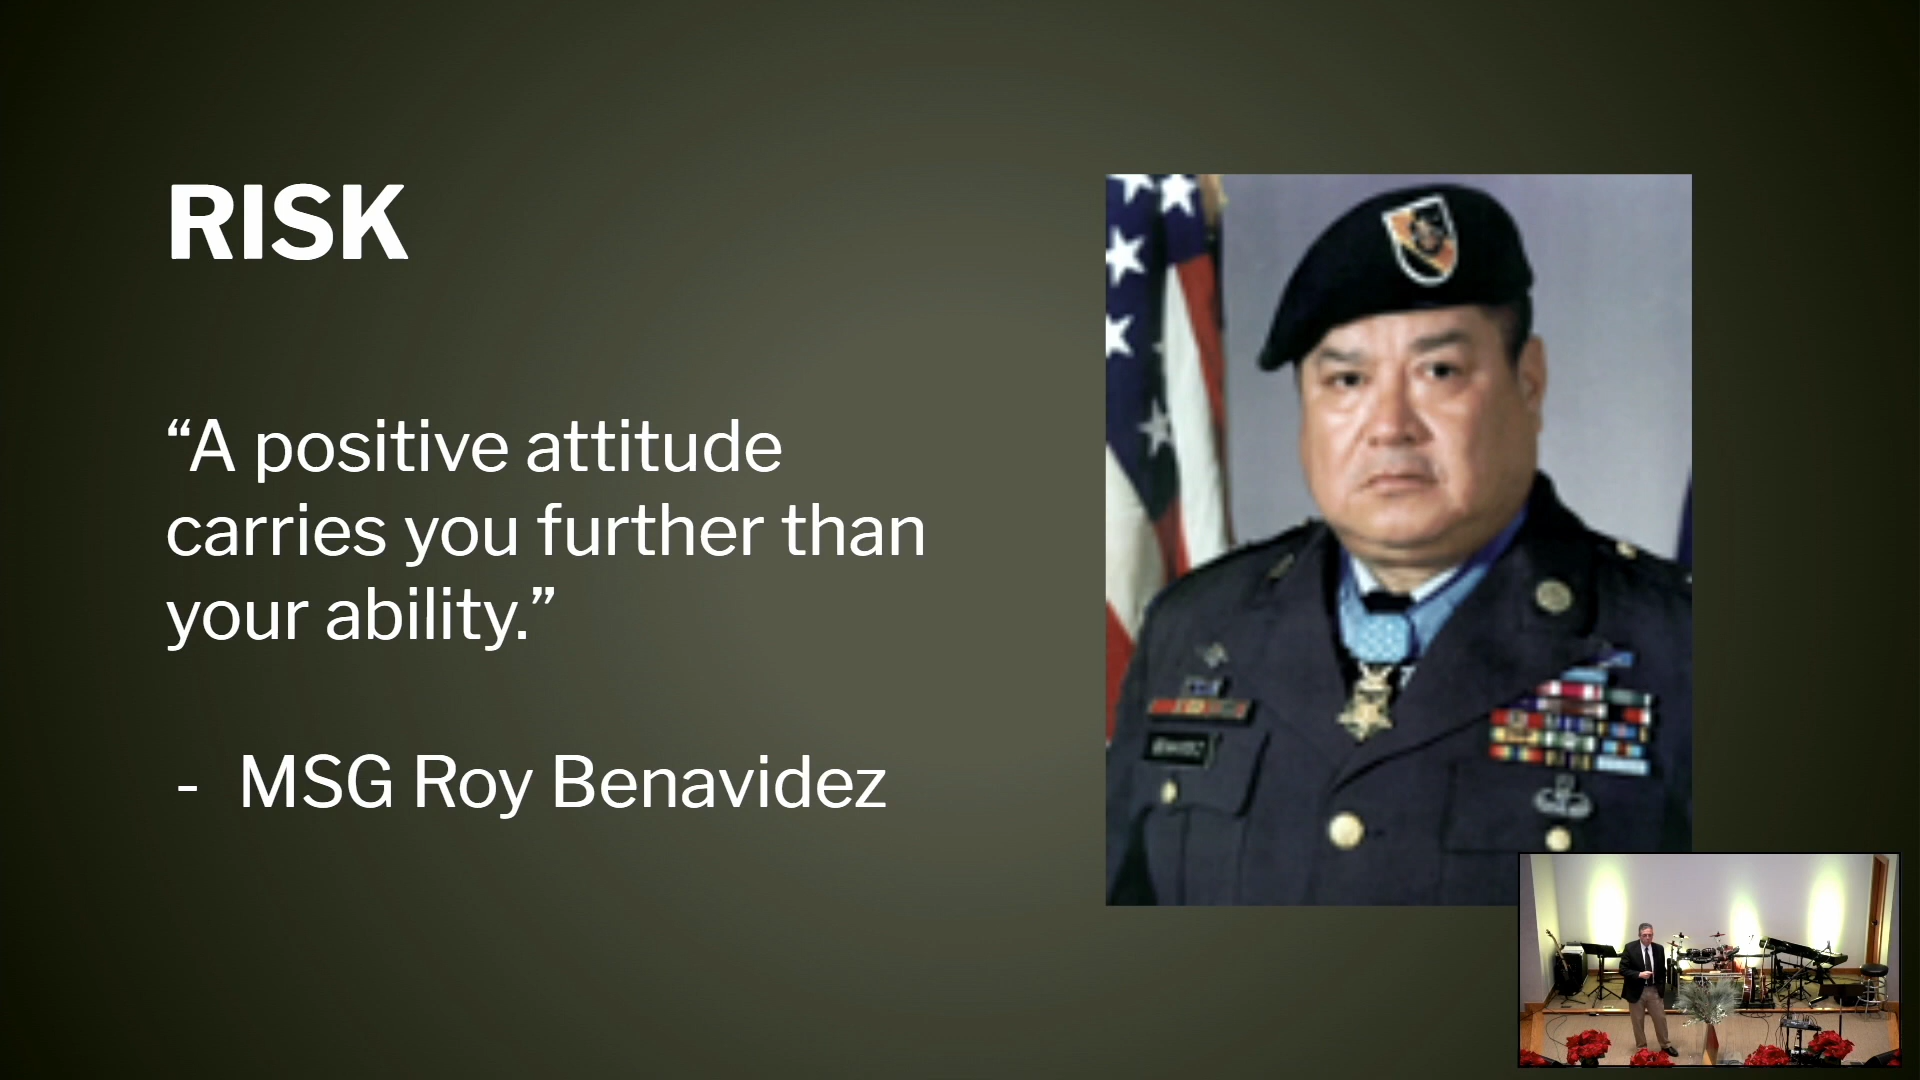 RISK
“A positive attitude
carries you further than
your ability.”
- MSG Roy Benavidez